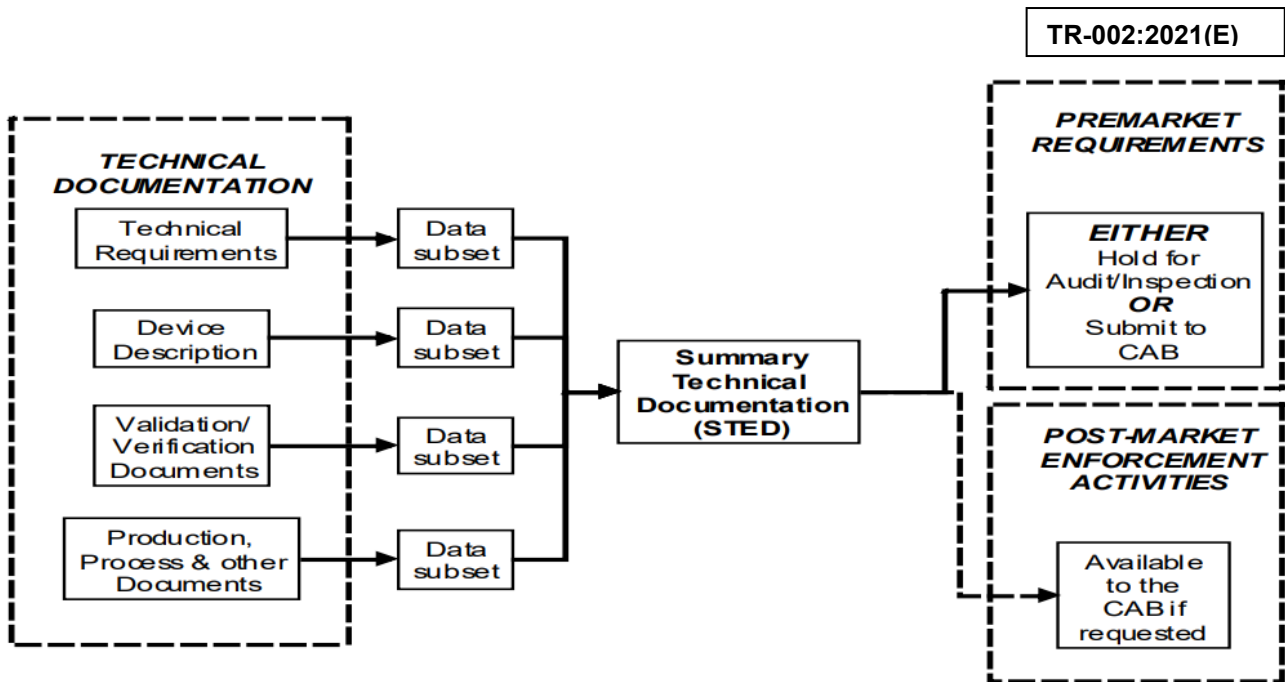 TR-002:2021(E)
TECHNICAL
DOCUMENTATION
Technical
Requirements
Device
Description
Validation/
Verification
Documents
Production,
Process & other
Documents
Data
subset
Data
subset
Data
subset
Data
subset
Summary
Technical
Documentation
(STED)
PREMARKET
REQUIREMENTS
EITHER
Hold for
Audit/Inspection
OR
Submit to
CAB
POST-MARKET
ENFORCEMENT
ACTIVITIES
Available
to the
CAB if
requested